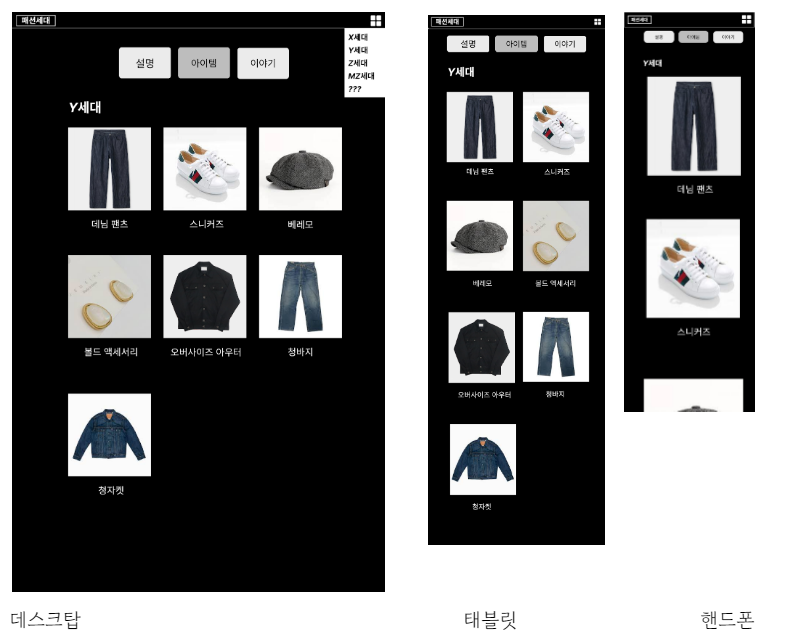 패션세대
X세대
Y세대
Z세대
MZ세대
???
설명 아이템 이야기
Y세대
데님 팬츠 스니커즈 베레모
볼드 액세서리 오버사이즈 아우터 청바지
청자켓
데스크탑
패션세대
설명 아이템 이야기
Y세대
데님 팬츠 스니커즈
베레모 볼드 액세서리
오버사이즈 아우터 청바지
청자켓
태블릿
패션세대
설명 아이템 이야기
Y세대
데님 팬츠
스니커즈
핸드폰